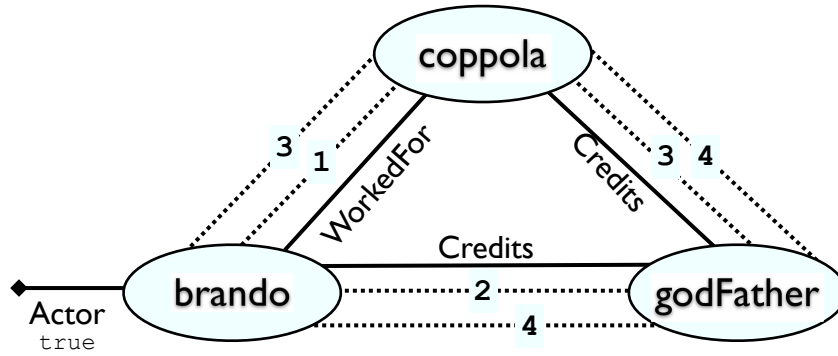 coppola
3
1
WorkedFor
Credits
3
4
Credits
brando
2
godFather
4
Actor
true